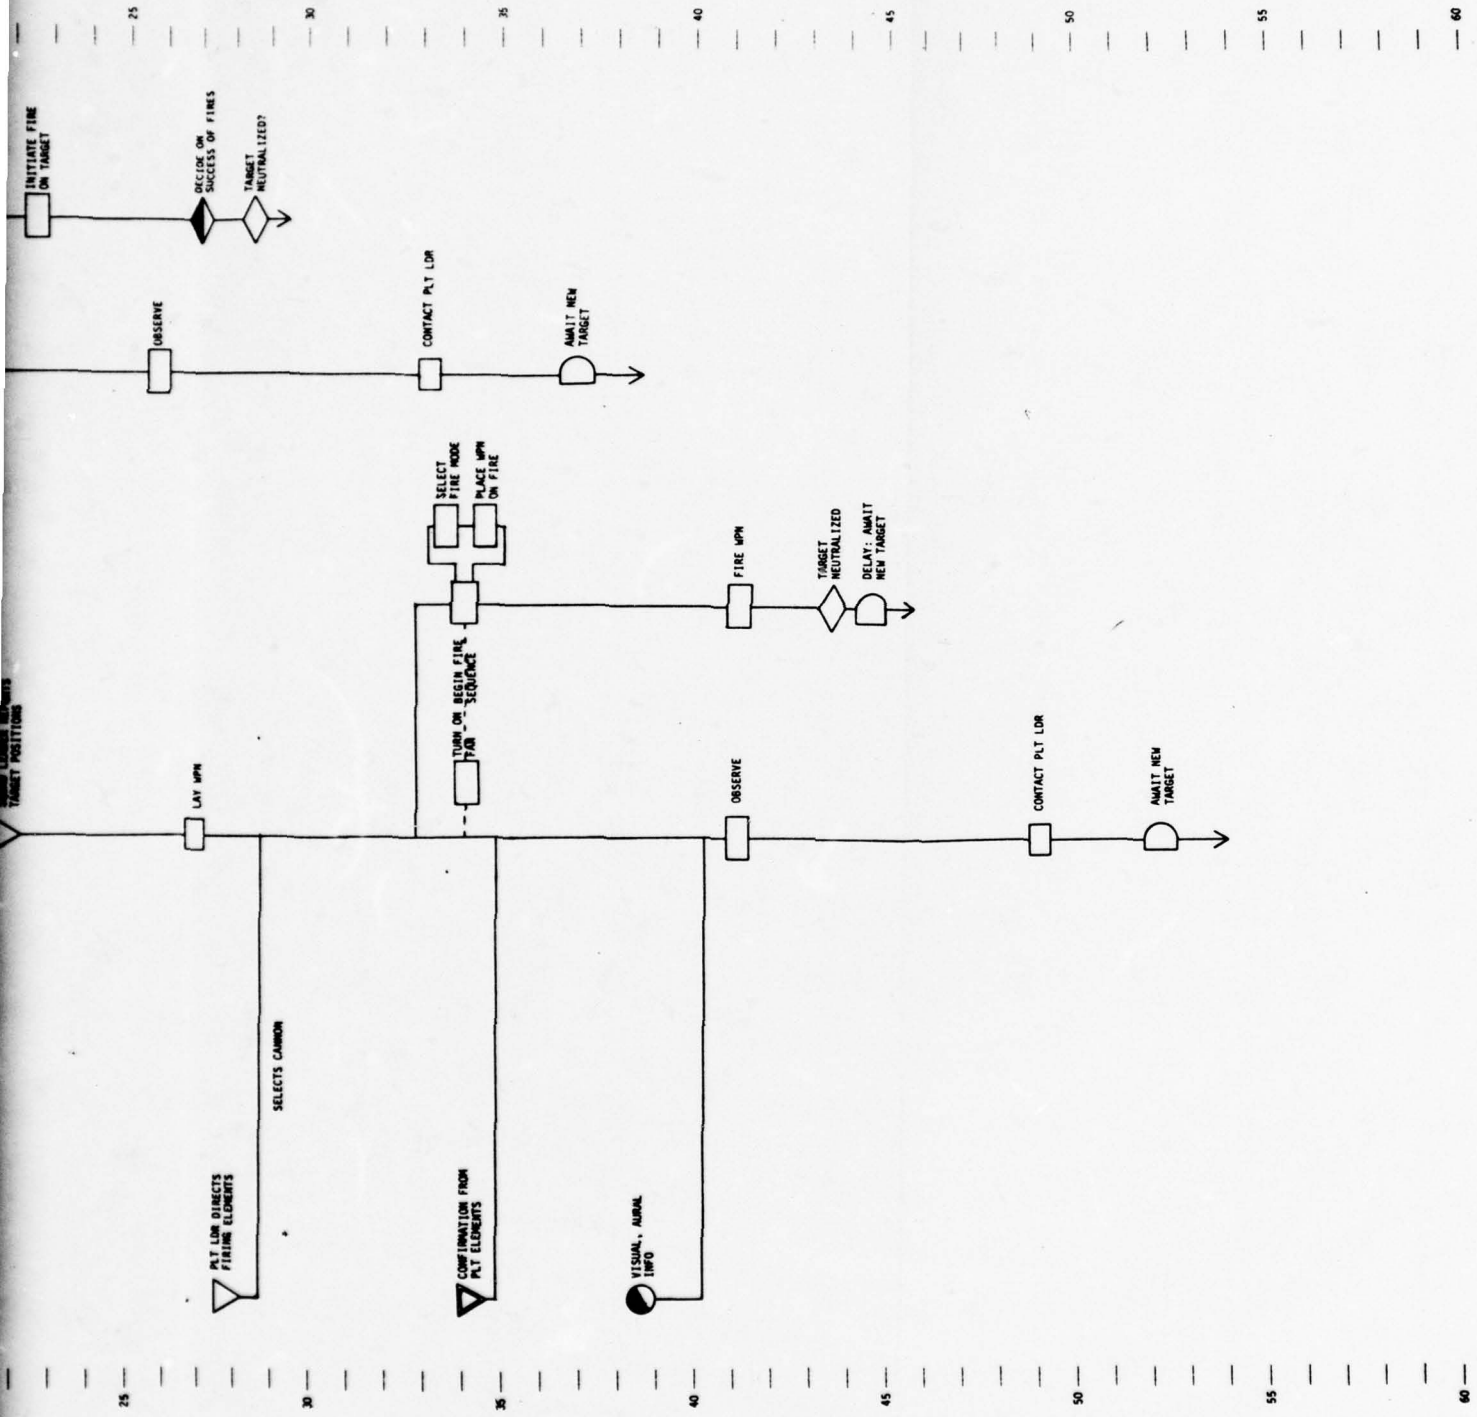 25
30
35
40
45
50
55
60
INITIATE FIRE
ON TARGET
DECIDE ON
SUCCESS OF FIRES
TARGET
NEUTRALIZED?
OBSERVE
CONTACT PLT LDR
AWAIT NEW
TARGET
SELECT
FIRE MODE
PLACE WPN
ON FIRE
FIRE WPN
TARGET
NEUTRALIZED
DELAY: AWAIT
NEW TARGET
BEGIN FIRE
SEQUENCE
TURN ON
TARGET POSITIONS
LAY WPN
OBSERVE
CONTACT PLT LDR
AWAIT NEW
TARGET
SELECTS CANNON
PLT LDR DIRECTS
FIRING ELEMENTS
CONFIRMATION FROM
PLT ELEMENTS
VISUAL, AURAL
INFO
25
30
35
40
45
50
55
60